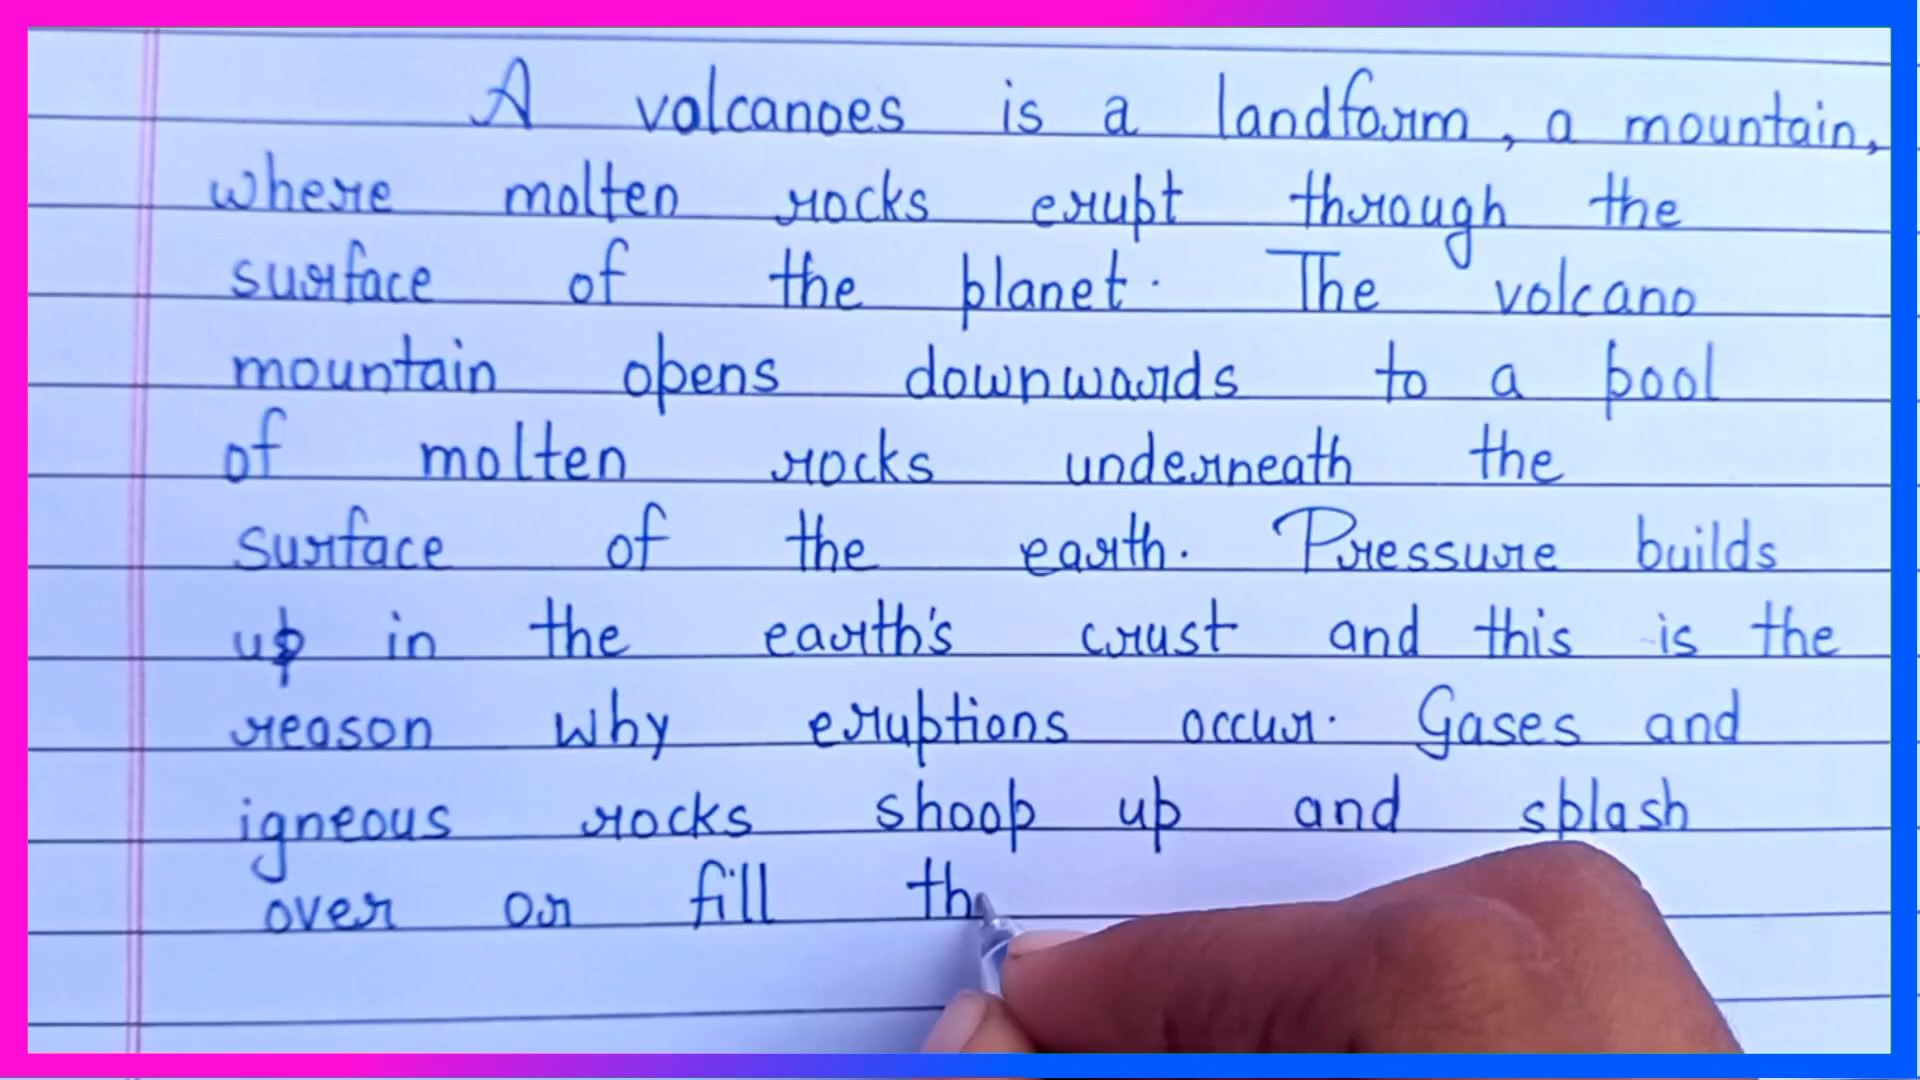 A volcanoes is a landform, a mountain,
where molten rocks erupt through the
surface of the planet. The volcano
mountain opens downwards to a pool
of molten rocks underneath the
surface of the earth. Pressure builds
up in the earth's crust and this is the
reason why eruptions occur. Gases and
igneous rocks shoop up and splash
over or fill th